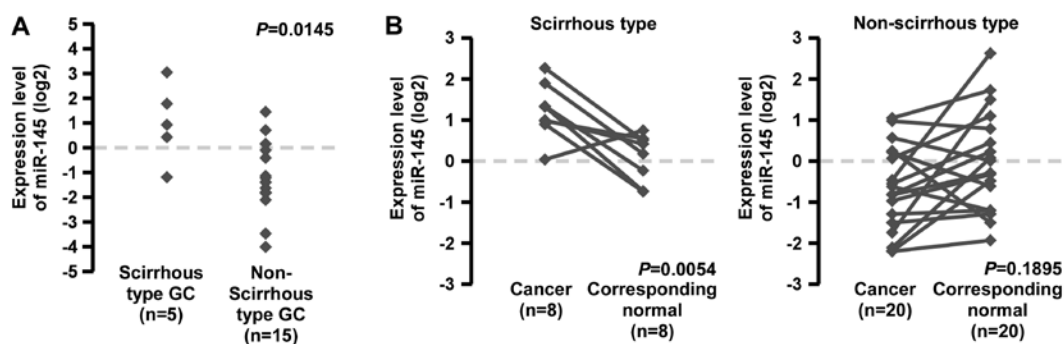 A
P=0.0145
Expression level
of miR-145 (log2)
5
4
3
2
1
0
-1
-2
-3
-4
-5
Scirrhous
type GC
(n=5)
Non-
Scirrhous
type GC
(n=15)
B
Scirrhous type
Expression level
of miR-145 (log2)
3
2
1
0
-1
-2
-3
P=0.0054
Cancer
(n=8)
Corresponding
normal
(n=8)
Non-scirrhous type
Expression level
of miR-145 (log2)
3
2
1
0
-1
-2
-3
P=0.1895
Cancer
(n=20)
Corresponding
normal
(n=20)